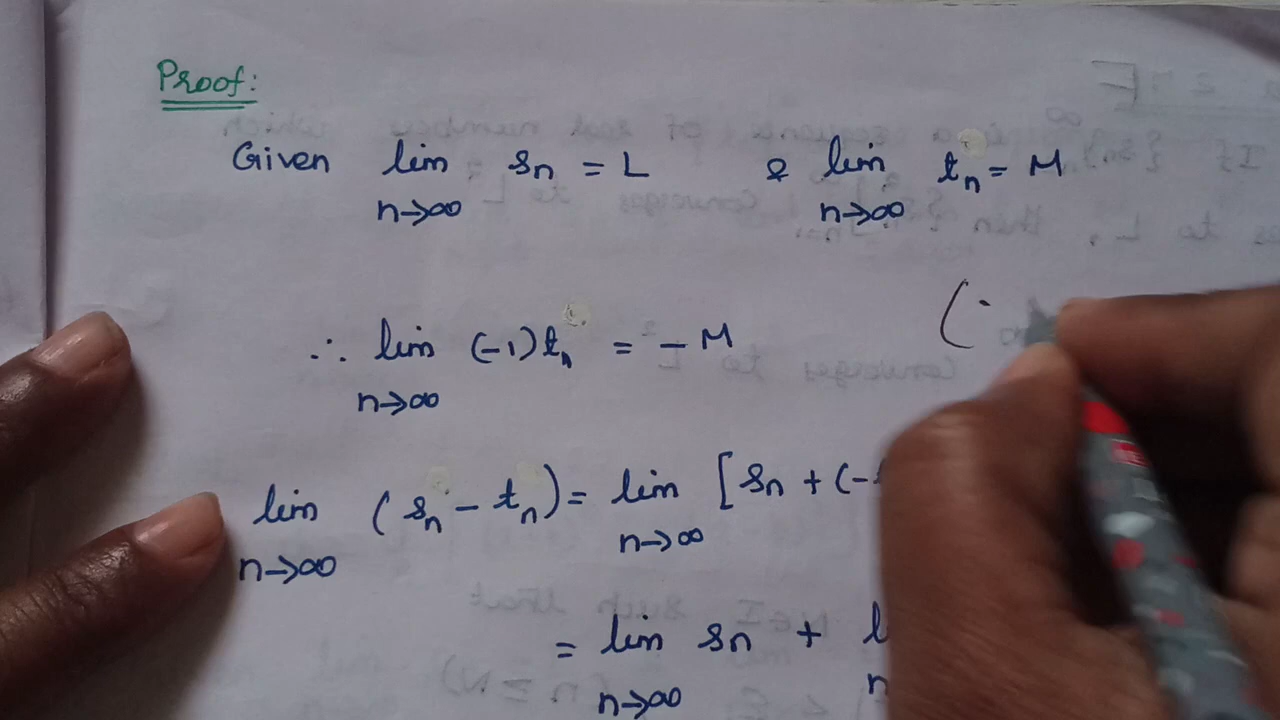 Proof:
Given lim n→∞ sn = L & lim n→∞ tn = M
∴ lim n→∞ (-1)tn = -M (
lim n→∞ (sn - tn) = lim n→∞ [sn + (-
= lim n→∞ sn +